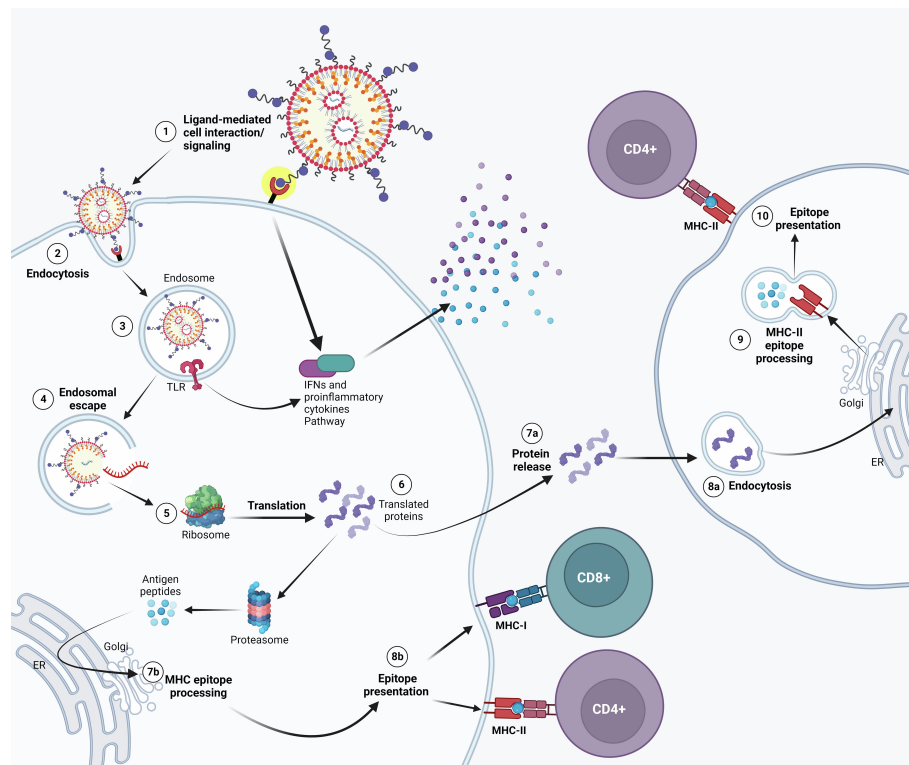 1
Ligand-mediated
cell interaction/
signaling
2
Endocytosis
Endosome
3
TLR
IFNs and
proinflammatory
cytokines
Pathway
4
Endosomal
escape
5
Ribosome
Translation
6
Translated
proteins
7a
Protein
release
8a Endocytosis
ER
Golgi
9
MHC-II
epitope
processing
10
Epitope
presentation
MHC-II
CD4+
Proteasome
Antigen
peptides
ER
Golgi
7b
MHC epitope
processing
8b
Epitope
presentation
MHC-I
CD8+
MHC-II
CD4+